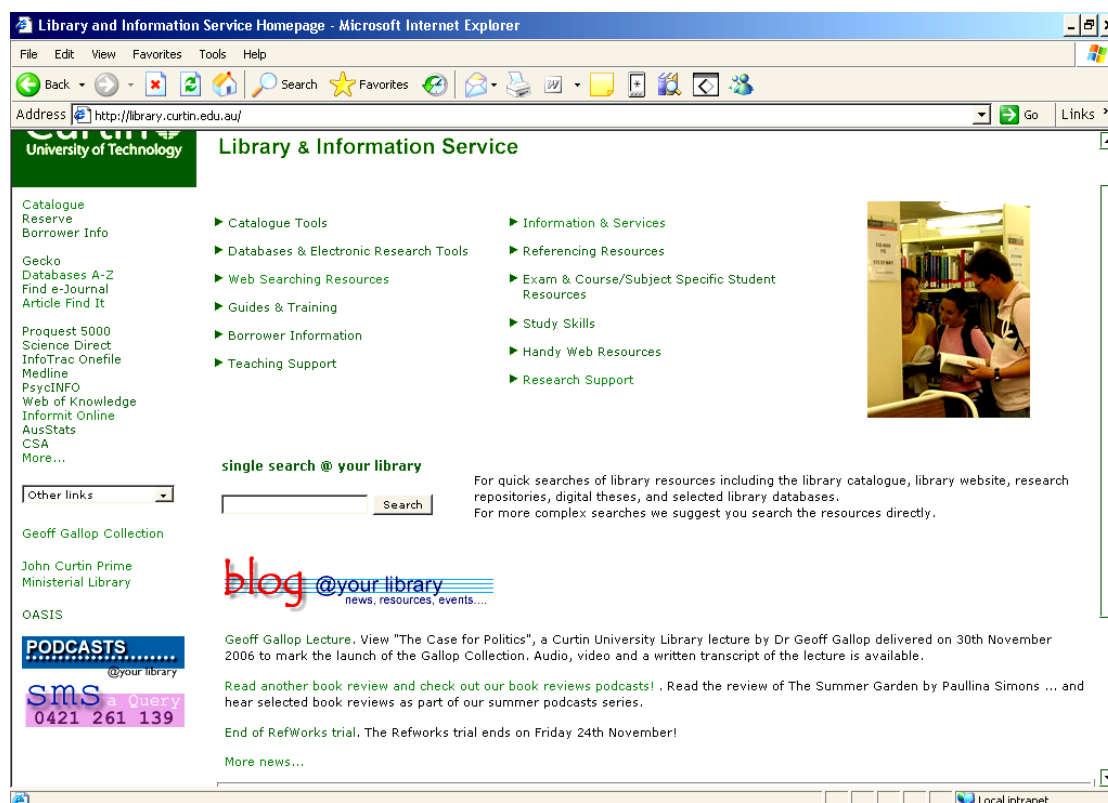 Library and Information Service Homepage - Microsoft Internet Explorer
File Edit View Favorites Tools Help
Back Search Favorites
Address http://library.curtin.edu.au/ Go Links
Curtin
University of Technology
Library & Information Service
Catalogue
Reserve
Borrower Info
Gecko
Databases A-Z
Find e-Journal
Article Find It
Proquest 5000
Science Direct
InfoTrac Onefile
Medline
PsycINFO
Web of Knowledge
Informit Online
AusStats
CSA
More...
Other links
Geoff Gallop Collection
John Curtin Prime
Ministerial Library
OASIS
PODCASTS
@your library
sms a Query
0421 261 139
Catalogue Tools
Databases & Electronic Research Tools
Web Searching Resources
Guides & Training
Borrower Information
Teaching Support
Information & Services
Referencing Resources
Exam & Course/Subject Specific Student
Resources
Study Skills
Handy Web Resources
Research Support
single search @ your library
Search
For quick searches of library resources including the library catalogue, library website, research
repositories, digital theses, and selected library databases.
For more complex searches we suggest you search the resources directly.
blog @your library
news, resources, events....
Geoff Gallop Lecture. View "The Case for Politics", a Curtin University Library lecture by Dr Geoff Gallop delivered on 30th November
2006 to mark the launch of the Gallop Collection. Audio, video and a written transcript of the lecture is available.
Read another book review and check out our book reviews podcasts! . Read the review of The Summer Garden by Paullina Simons ... and
hear selected book reviews as part of our summer podcasts series.
End of RefWorks trial. The Refworks trial ends on Friday 24th November!
More news...
Local intranet